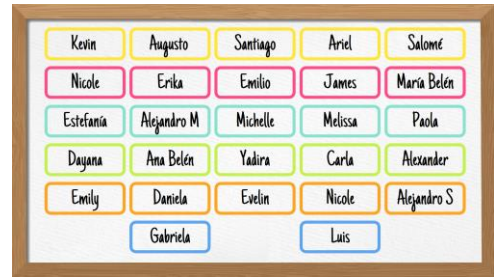 Kevin Augusto Santiago Ariel Salomé
Nicole Erika Emilio James María Belén
Estefanía Alejandro M Michelle Melissa Paola
Dayana Ana Belén Yadira Carla Alexander
Emily Daniela Evelin Nicole Alejandro S
Gabriela Luis